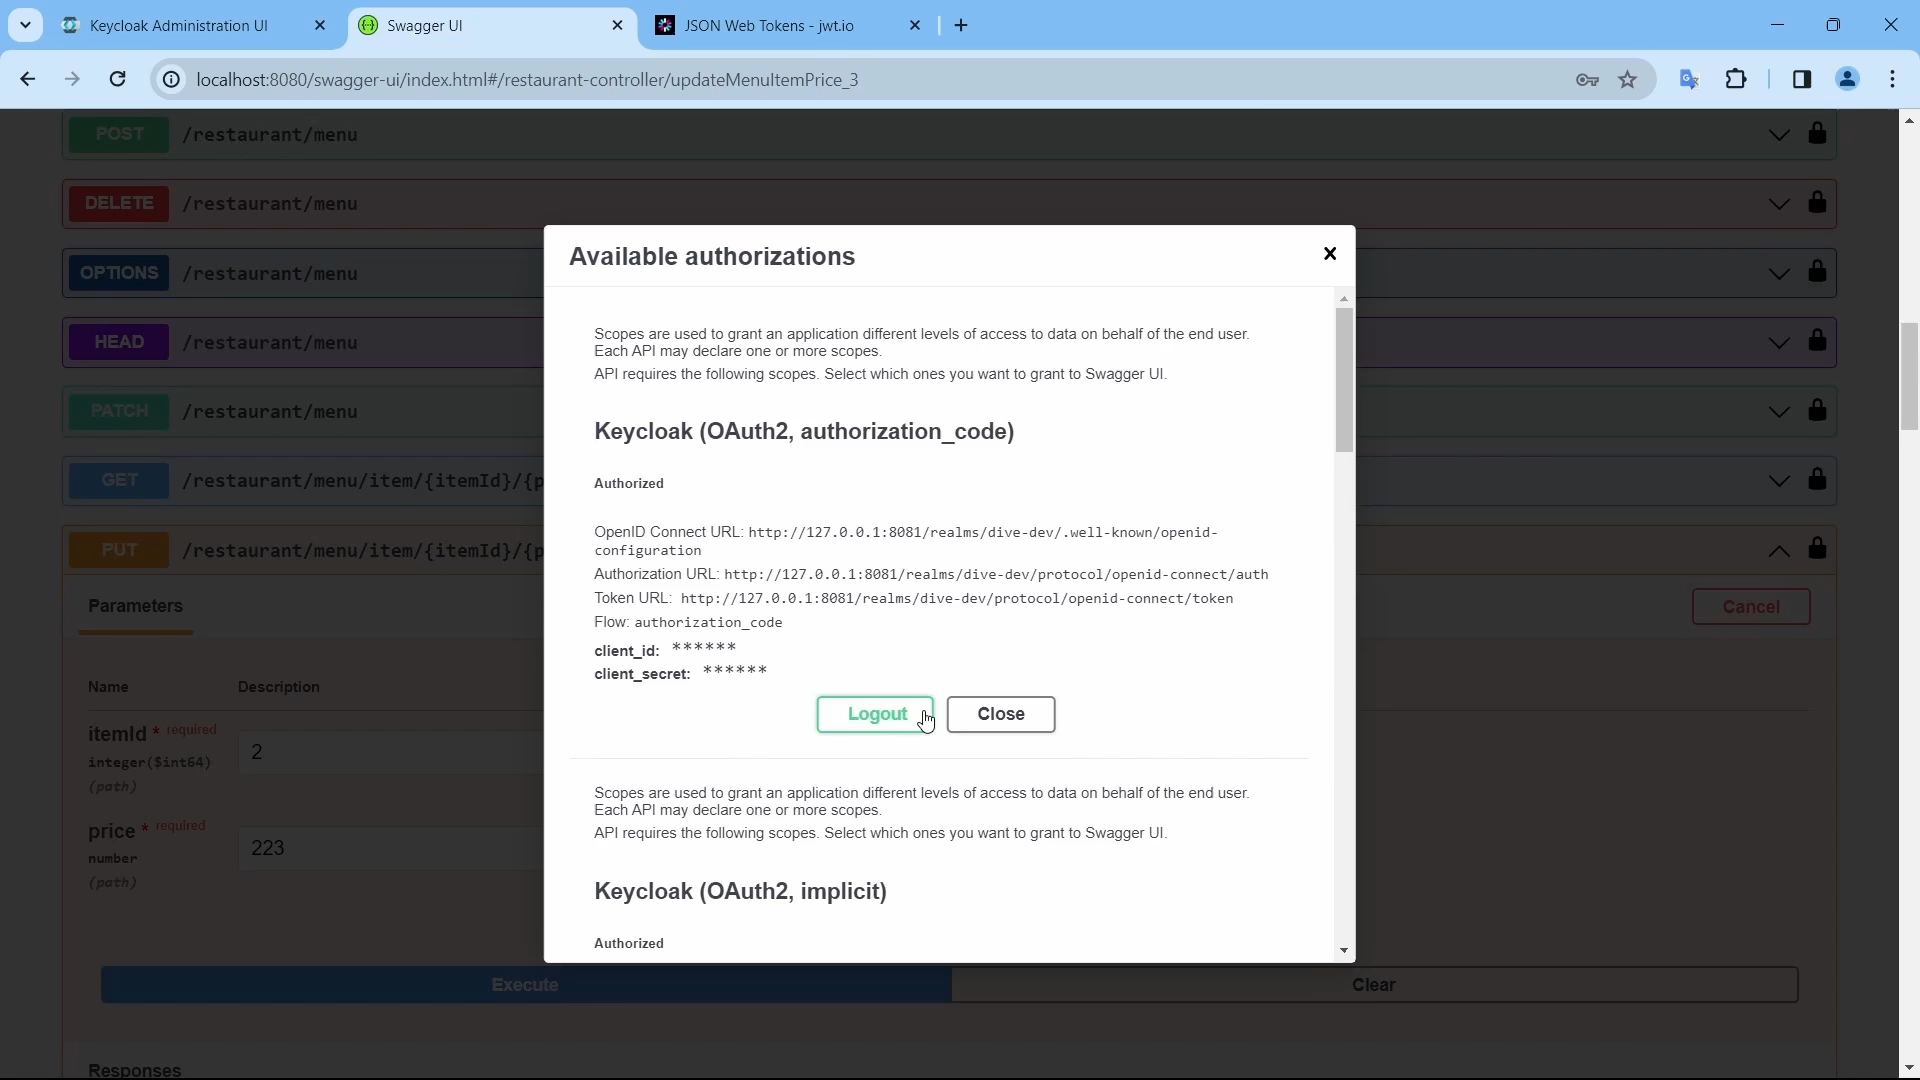 Keycloak Administration UI
Swagger UI
JSON Web Tokens - jwt.io
localhost:8080/swagger-ui/index.html#/restaurant-controller/updateMenuItemPrice_3
POST /restaurant/menu
DELETE /restaurant/menu
OPTIONS /restaurant/menu
HEAD /restaurant/menu
PATCH /restaurant/menu
GET /restaurant/menu/item/{itemId}/{p
PUT /restaurant/menu/item/{itemId}/{p
Parameters
Cancel
Name Description
itemId * required
integer($int64)
(path)
2
price * required
number
(path)
223
Execute
Clear
Responses
Available authorizations
Scopes are used to grant an application different levels of access to data on behalf of the end user.
Each API may declare one or more scopes.
API requires the following scopes. Select which ones you want to grant to Swagger UI.
Keycloak (OAuth2, authorization_code)
Authorized
OpenID Connect URL: http://127.0.0.1:8081/realms/dive-dev/.well-known/openid-
configuration
Authorization URL: http://127.0.0.1:8081/realms/dive-dev/protocol/openid-connect/auth
Token URL: http://127.0.0.1:8081/realms/dive-dev/protocol/openid-connect/token
Flow: authorization_code
client_id: ******
client_secret: ******
Logout
Close
Scopes are used to grant an application different levels of access to data on behalf of the end user.
Each API may declare one or more scopes.
API requires the following scopes. Select which ones you want to grant to Swagger UI.
Keycloak (OAuth2, implicit)
Authorized